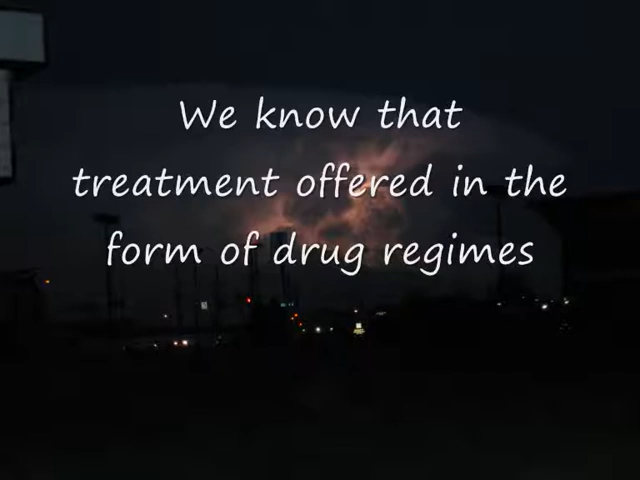 We know that
treatment offered in the
form of drug regimes